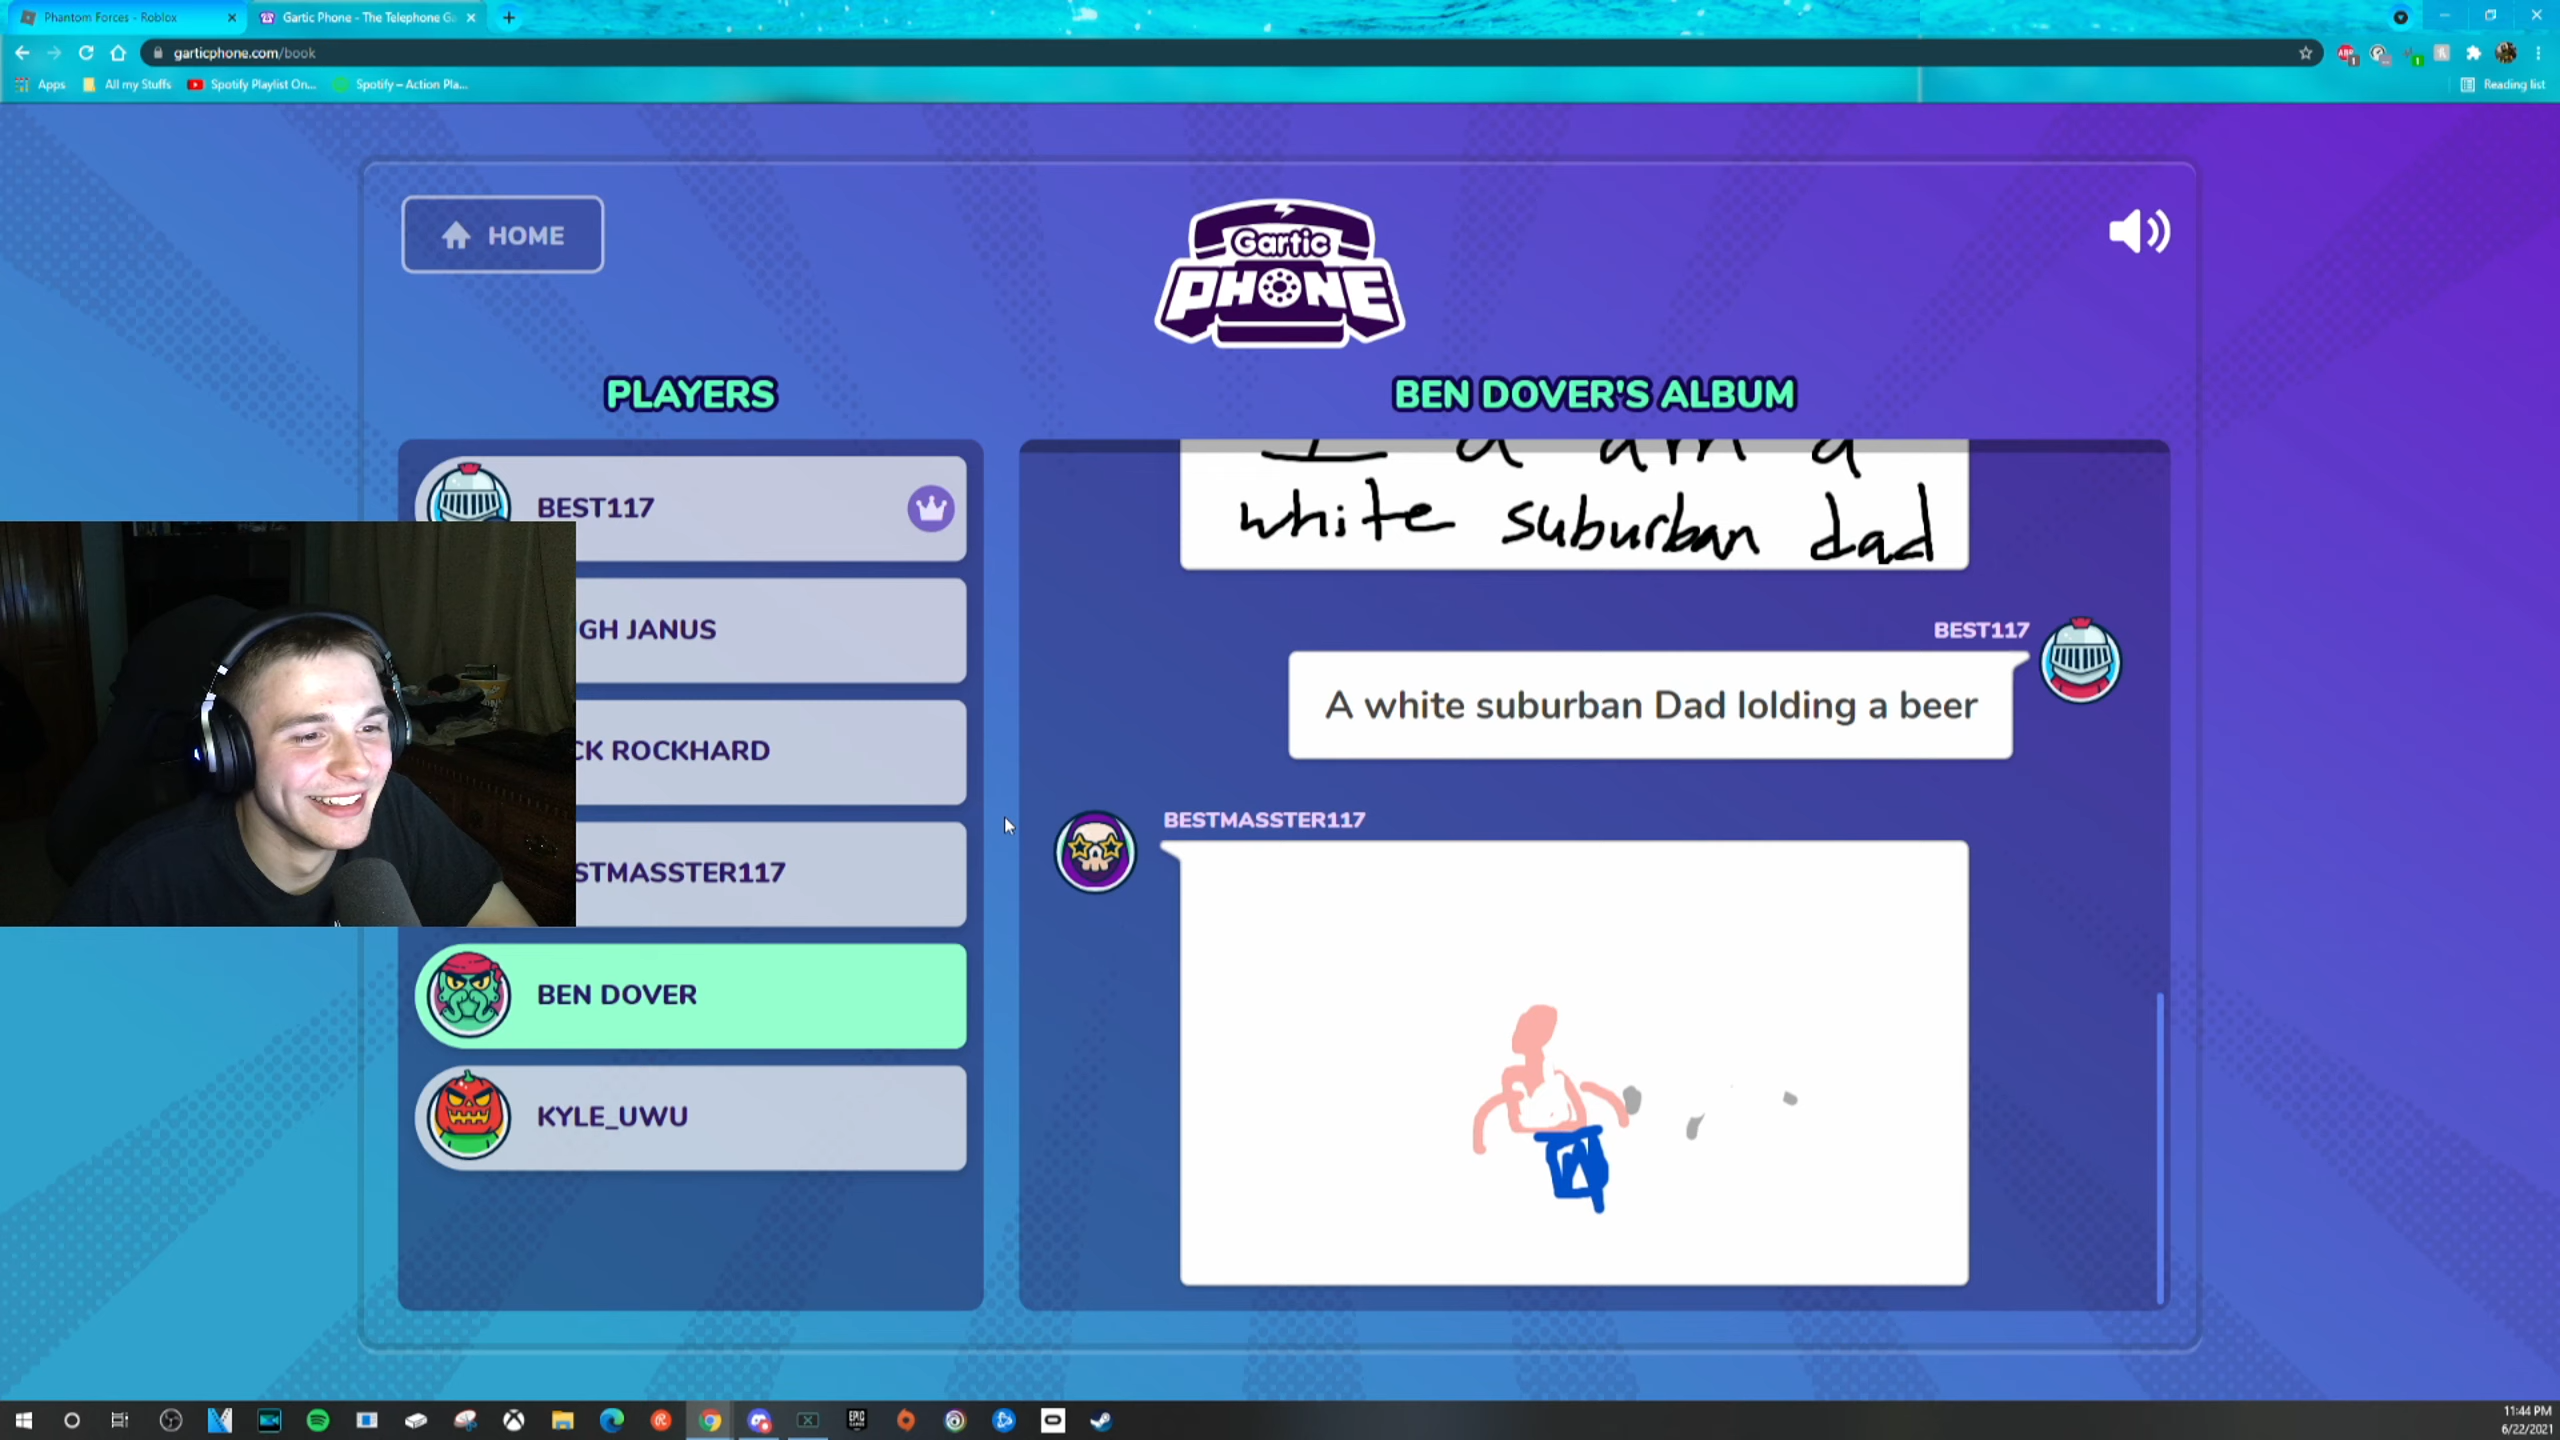 Phantom Forces - Roblox
Gartic Phone - The Telephone Ga
garticphone.com/book
Apps
All my Stuffs
Spotify Playlist On...
Spotify – Action Pla...
Reading list
HOME
Gartic
PHONE
PLAYERS
BEST117
GH JANUS
CK ROCKHARD
STMASSTER117
BEN DOVER
KYLE_UWU
BEN DOVER'S ALBUM
I a am a
white suburban dad
BEST117
A white suburban Dad lolding a beer
BESTMASSTER117
EPIC
11:44 PM
6/22/2021